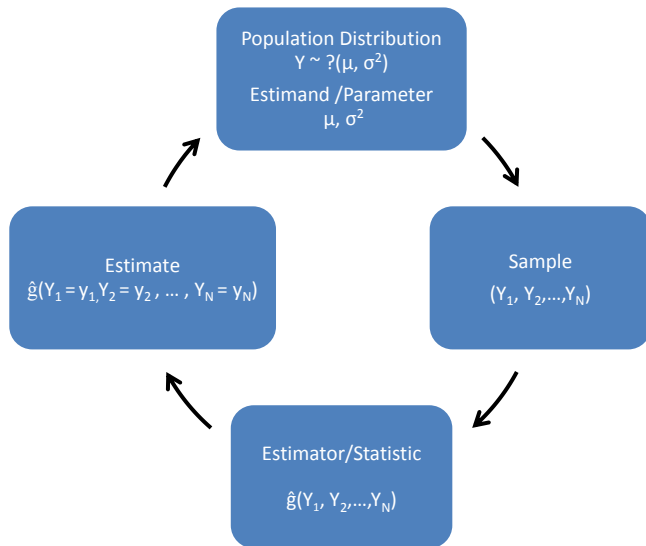 Population Distribution
Y ~ ?(μ, σ²)
Estimand /Parameter
μ, σ²
Sample
(Y₁, Y₂,…,Y_N)
Estimator/Statistic
ĝ(Y₁, Y₂,…,Y_N)
Estimate
ĝ(Y₁ = y₁, Y₂ = y₂ , … , Y_N = y_N)